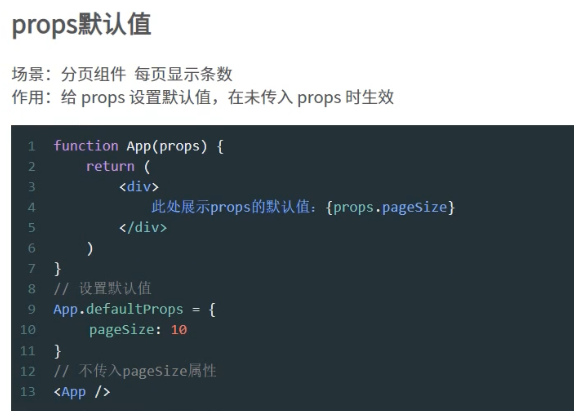 props默认值
场景：分页组件 每页显示条数
作用：给 props 设置默认值，在未传入 props 时生效
1 function App(props) {
2 return (
3 <div>
4 此处展示props的默认值：{props.pageSize}
5 </div>
6 )
7 }
8 // 设置默认值
9 App.defaultProps = {
10 pageSize: 10
11 }
12 // 不传入pageSize属性
13 <App />